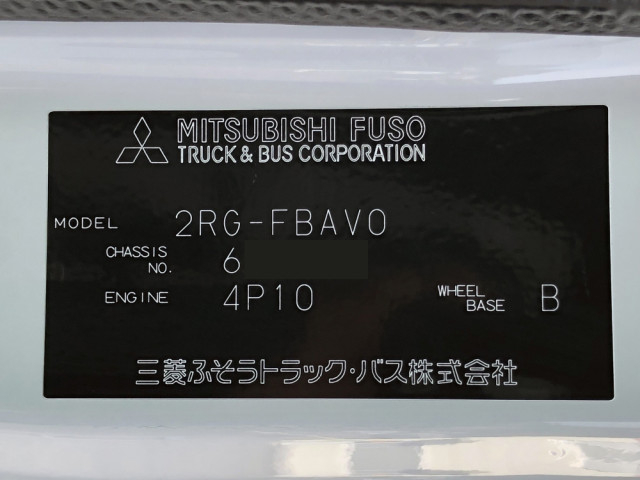 MITSUBISHI FUSO
TRUCK & BUS CORPORATION
MODEL 2RG-FBAV0
CHASSIS NO. 6
ENGINE 4P10 WHEEL BASE B
三菱ふそうトラック・バス株式会社